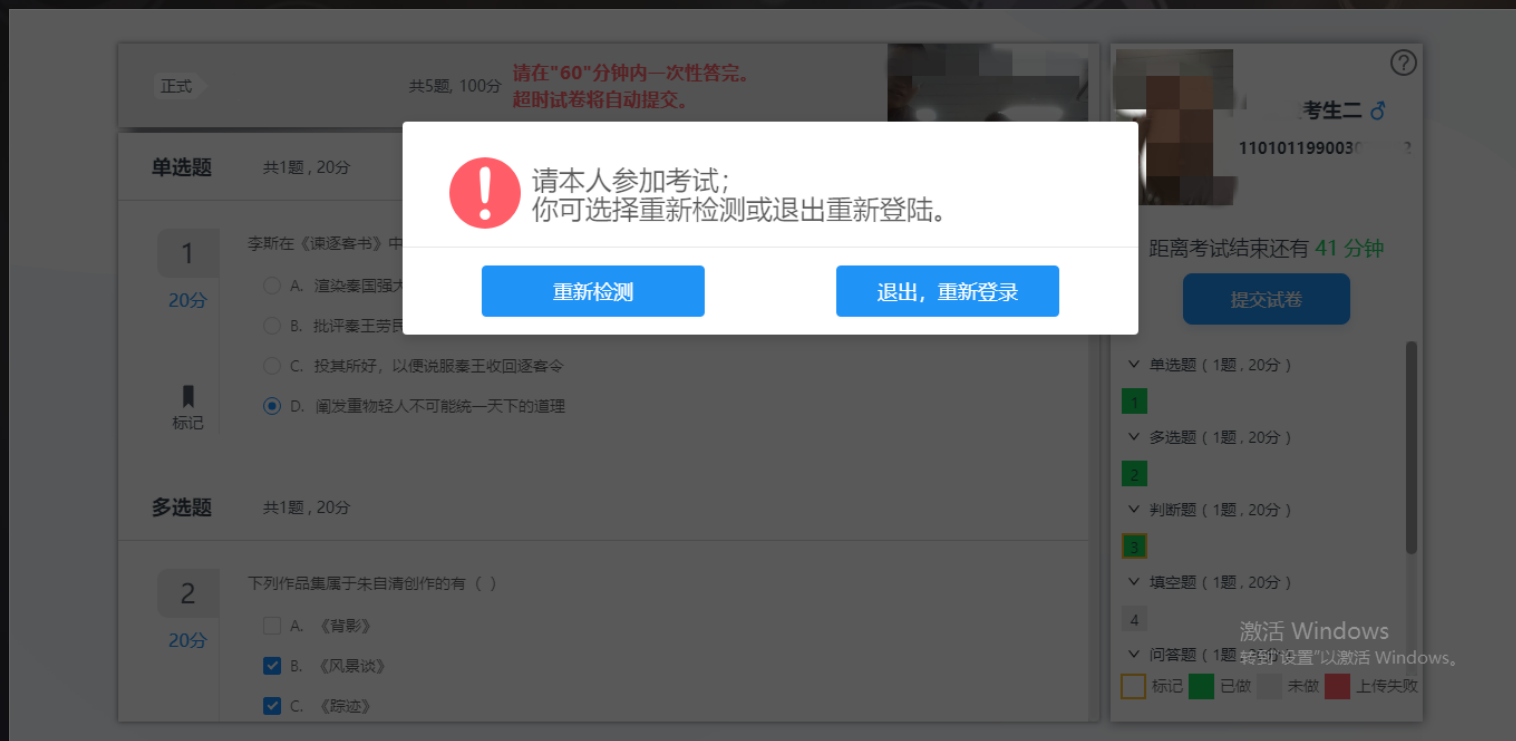 正式
共5题, 100分
请在"60"分钟内一次性答完。
超时试卷将自动提交。
考生二
请本人参加考试；
你可选择重新检测或退出重新登陆。
重新检测
退出，重新登录
距离考试结束还有 41 分钟
提交试卷
单选题
共1题 , 20分
1
20分
标记
李斯在《谏逐客书》中
A. 渲染秦国强大
B. 批评秦王劳民
C. 投其所好，以便说服秦王收回逐客令
D. 阐发重物轻人不可能统一天下的道理
多选题
共1题 , 20分
2
20分
下列作品集属于朱自清创作的有（ ）
A. 《背影》
B. 《风景谈》
C. 《踪迹》
单选题 ( 1题 , 20分 )
1
多选题 ( 1题 , 20分 )
2
判断题 ( 1题 , 20分 )
3
填空题 ( 1题 , 20分 )
4
问答题 ( 1题
标记
已做
未做
上传失败
激活 Windows
转到"设置"以激活 Windows。